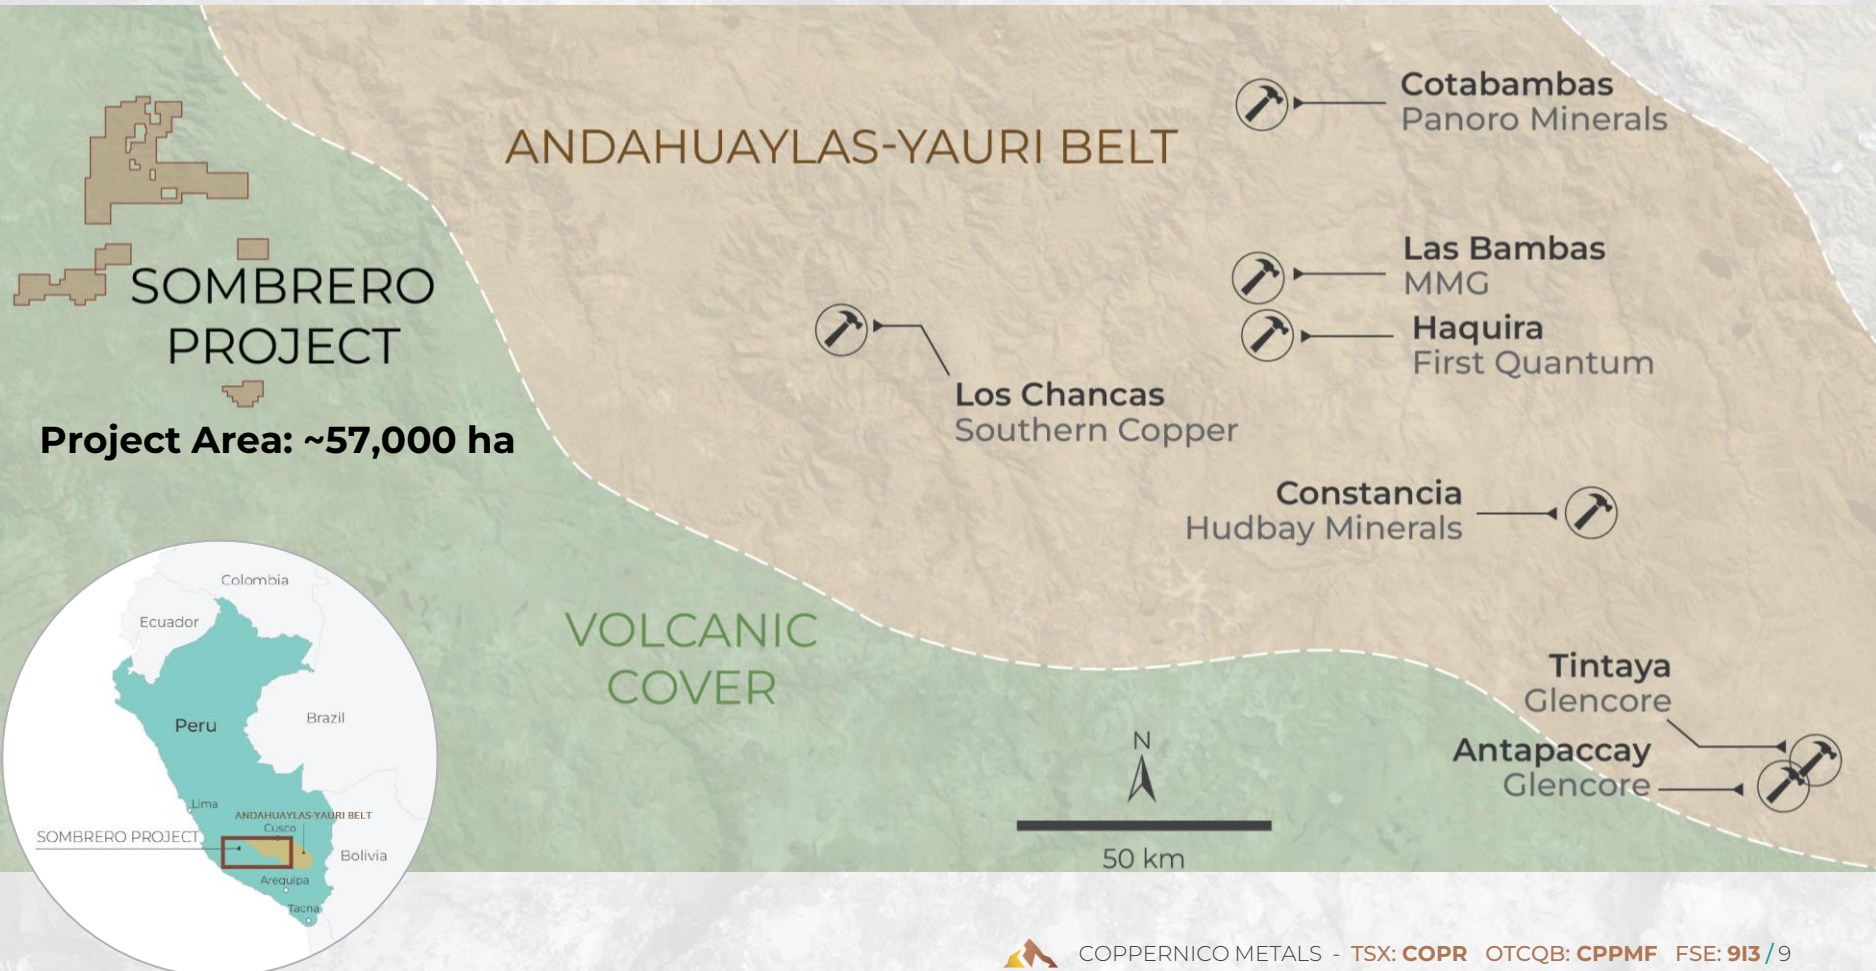 ANDAHUAYLAS-YAURI BELT
Cotabambas
Panoro Minerals
Las Bambas
MMG
Haquira
First Quantum
SOMBRERO
PROJECT
Project Area: ~57,000 ha
Los Chancas
Southern Copper
Constancia
Hudbay Minerals
VOLCANIC
COVER
Tintaya
Glencore
Antapaccay
Glencore
N
50 km
Colombia
Ecuador
Peru
Brazil
Lima
ANDAHUAYLAS-YAURI BELT
Cusco
SOMBRERO PROJECT
Bolivia
Arequipa
Tacna
COPPERNICO METALS - TSX: COPR OTCQB: CPPMF FSE: 9I3 / 9